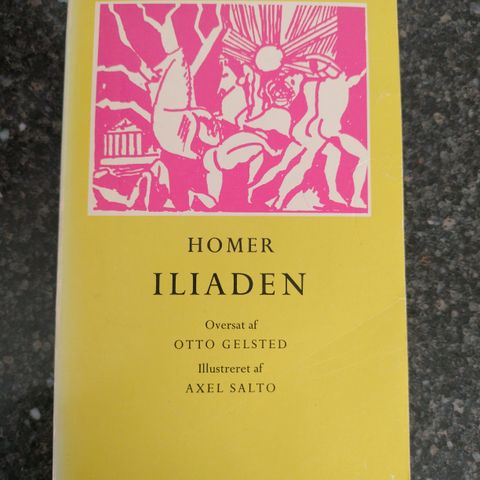 HOMER
ILIADEN
Oversat af
OTTO GELSTED
Illustreret af
AXEL SALTO